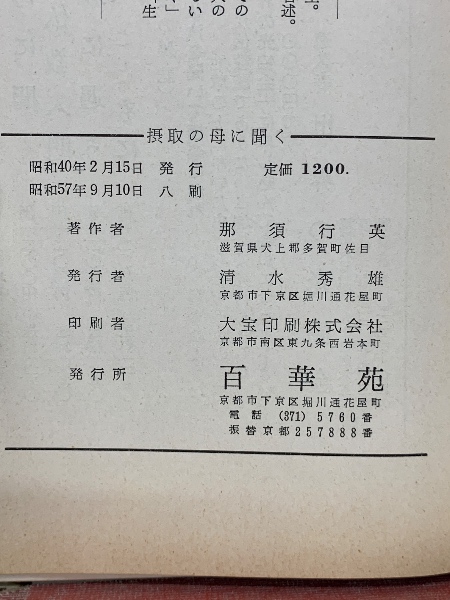 摂取の母に聞く
昭和40年2月15日 発行 定価 1200.
昭和57年9月10日 八刷
著作者 那須行英
滋賀県犬上郡多賀町佐目
発行者 清水秀雄
京都市下京区堀川通花屋町
印刷者 大宝印刷株式会社
京都市南区東九条西岩本町
発行所 百華苑
京都市下京区堀川通花屋町
電話 (371) 5760番
振替京都257888番